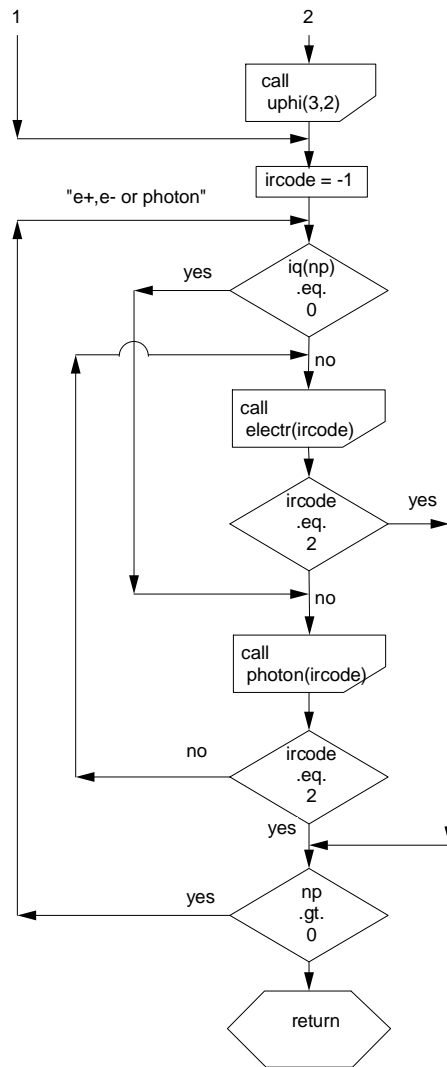 1 2
call
uphi(3,2)
ircode = -1
"e+,e- or photon"
yes
iq(np)
.eq.
0
no
call
electr(ircode)
ircode
.eq.
2
yes
no
call
photon(ircode)
no
ircode
.eq.
2
yes
yes
np
.gt.
0
return